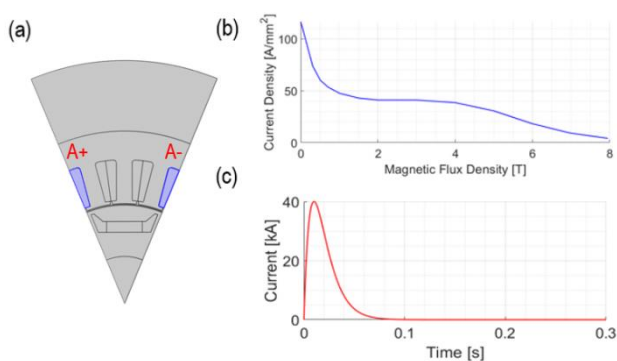 (a)
A+
A-
(b)
Current Density [A/mm²]
100
50
0
0
2
4
6
8
Magnetic Flux Density [T]
(c)
Current [kA]
40
20
0
0
0.1
0.2
0.3
Time [s]